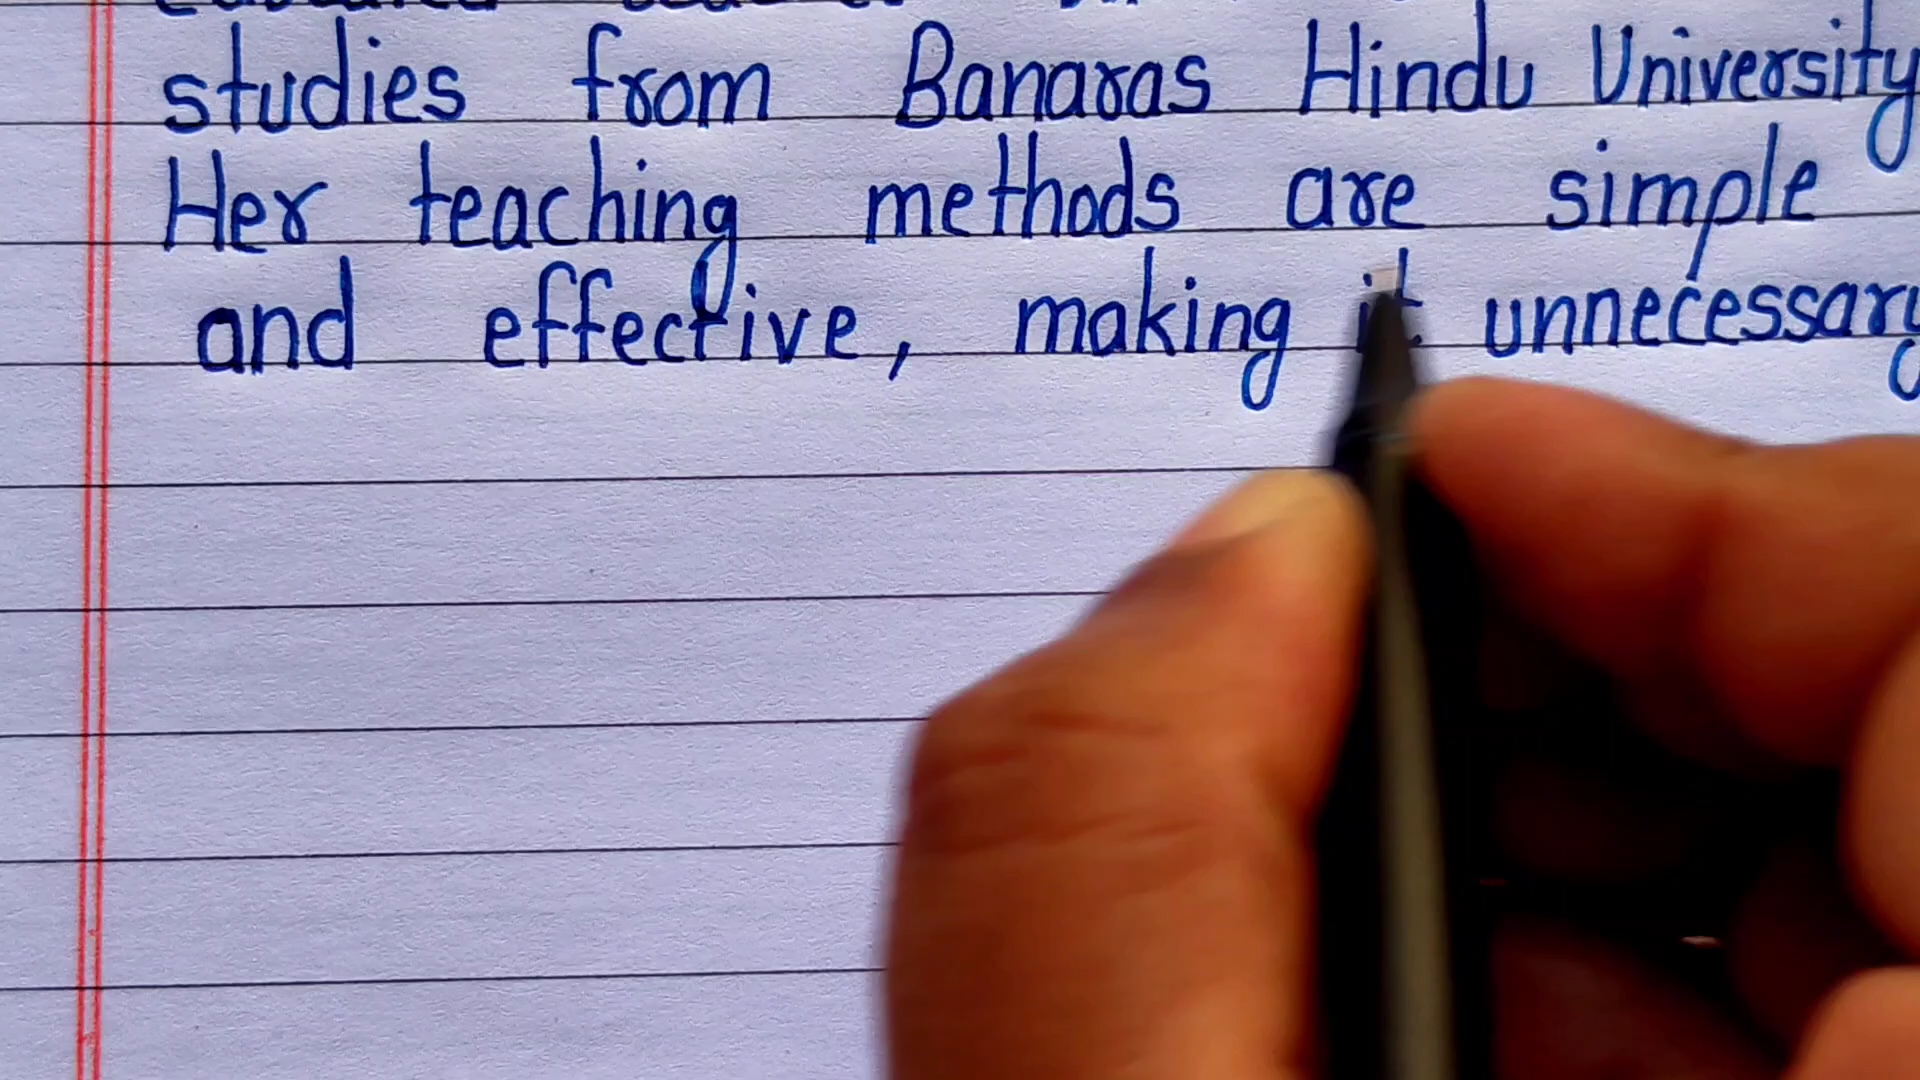 studies from Banaras Hindu University
Her teaching methods are simple
and effective, making it unnecessary